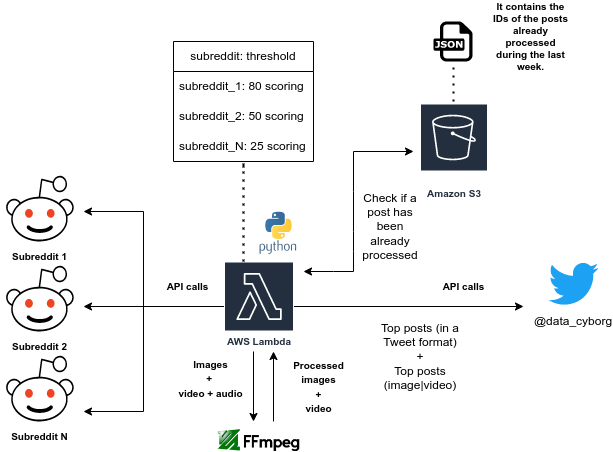 It contains the
IDs of the posts
already
processed
during the last
week.
JSON
subreddit: threshold
subreddit_1: 80 scoring
subreddit_2: 50 scoring
subreddit_N: 25 scoring
Amazon S3
Check if a
post has
been
already
processed
python
Subreddit 1
API calls
API calls
@data_cyborg
AWS Lambda
Top posts (in a
Tweet format)
+
Top posts
(image|video)
Subreddit 2
Images
+
video + audio
Processed
images
+
video
Subreddit N
FFmpeg